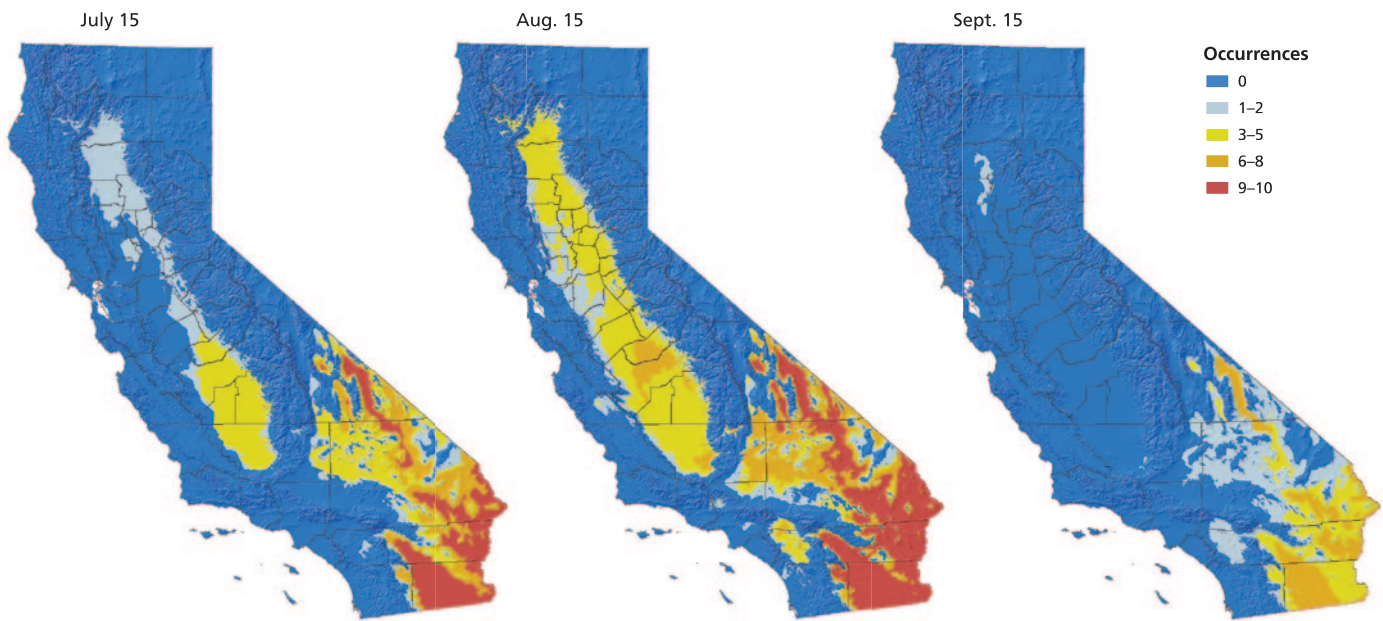 July 15
Aug. 15
Sept. 15
Occurrences
0
1–2
3–5
6–8
9–10